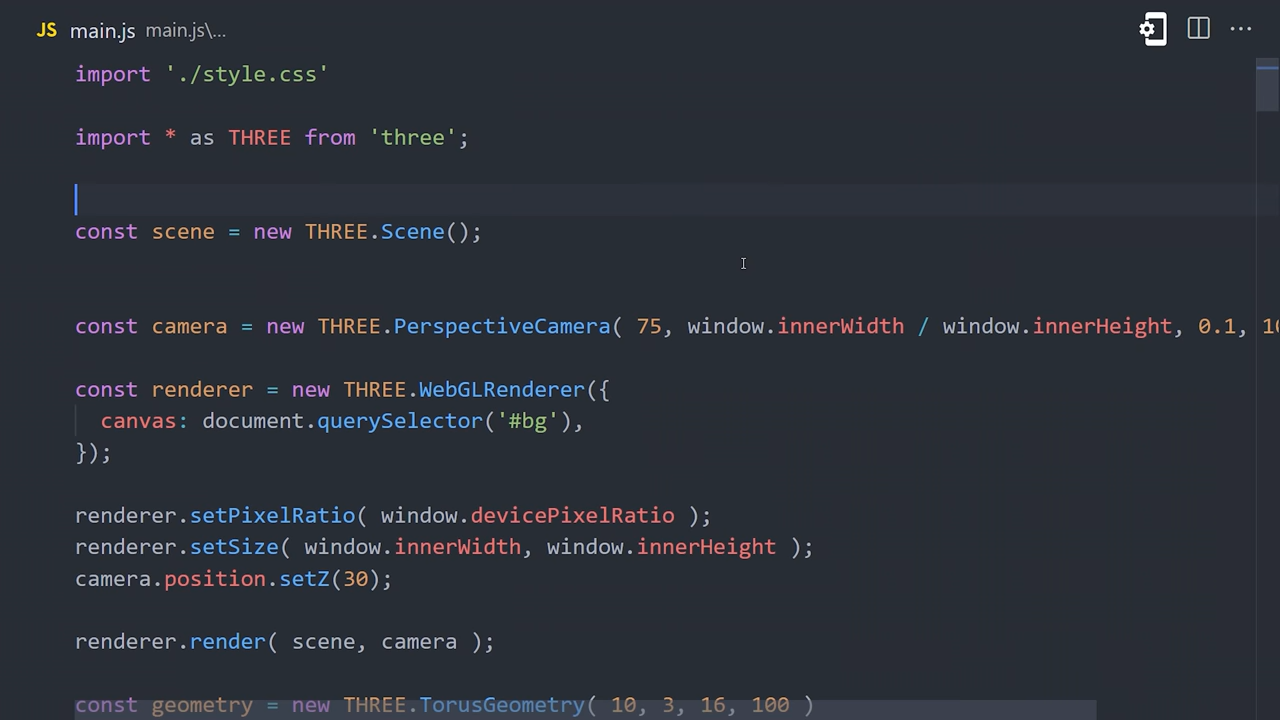 JS main.js main.js\...
import './style.css'
import * as THREE from 'three';
const scene = new THREE.Scene();
const camera = new THREE.PerspectiveCamera( 75, window.innerWidth / window.innerHeight, 0.1,
const renderer = new THREE.WebGLRenderer({
canvas: document.querySelector('#bg'),
});
renderer.setPixelRatio( window.devicePixelRatio );
renderer.setSize( window.innerWidth, window.innerHeight );
camera.position.setZ(30);
renderer.render( scene, camera );
const geometry = new THREE.TorusGeometry( 10, 3, 16, 100 )